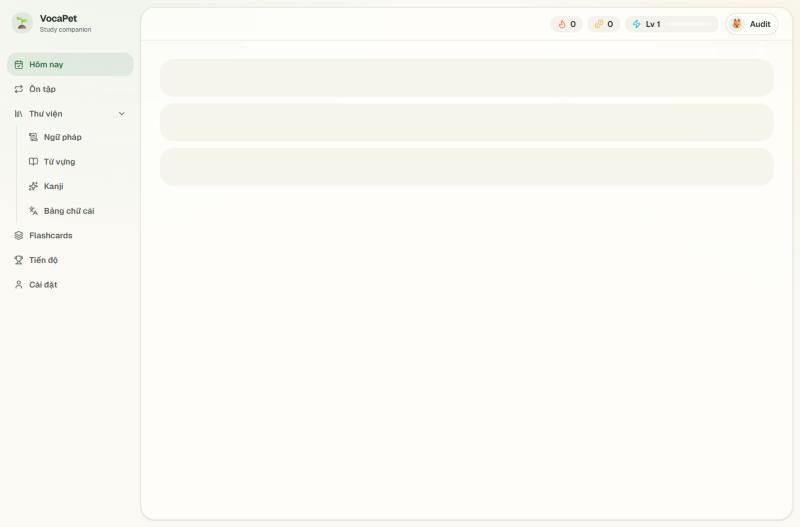 VocaPet
Study companion
0
0
Lv 1
Audit
Hôm nay
Ôn tập
Thư viện
Ngữ pháp
Từ vựng
Kanji
Bảng chữ cái
Flashcards
Tiến độ
Cài đặt